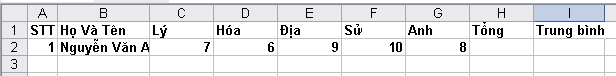 A B C D E F G H I
1 STT Họ Và Tên Lý Hóa Địa Sử Anh Tổng Trung bình
2 1 Nguyễn Văn A 7 6 9 10 8
3